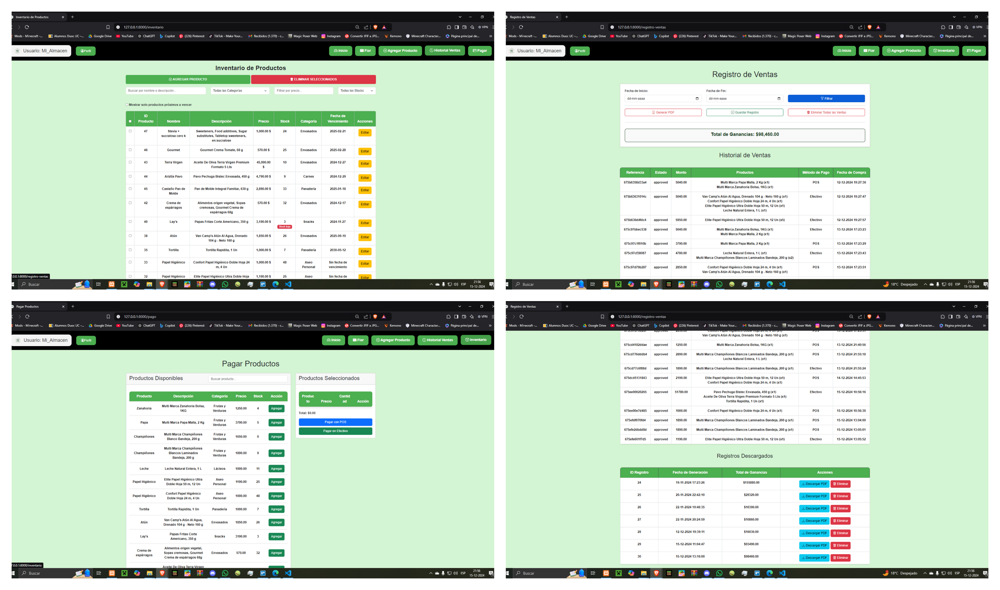 Inventario de Productos
127.0.0.1:8000/inventario
VPN
Mods - Minecraft -... Alumnos Duoc UC –... Google Drive YouTube ChatGPT Copilot (226) Pinterest TikTok - Make Your... Recibidos (1.370) - c... Magic Poser Web Instagram Convertir JFIF a JPG... Kemono Minecraft Character... Página principal de... »
Usuario: Mi_Almacen Perfil Inicio Fiar Agregar Producto Historial Ventas Pagar
Inventario de Productos
AGREGAR PRODUCTO ELIMINAR SELECCIONADOS
Buscar por nombre o descripción... Todas las Categorías Filtrar por precio... Todos los Stocks
Mostrar solo productos próximos a vencer
ID Producto Nombre Descripción Precio Stock Categoría Fecha de Vencimiento Acciones
47 Stevia + sucralosa cero k Sweeteners, Food additives, Sugar substitutes, Tabletop sweeteners, en:sucralose 1,000.00 $ 24 Envasados 2025-02-21 Editar
46 Gourmet Gourmet Crema Tomate, 68 g 570.00 $ 25 Envasados 2025-02-28 Editar
43 Terra Virgen Aceite De Oliva Terra Virgen Premium Formato 5 Lts 45,990.00 $ 10 Envasados 2024-12-27 Editar
44 Ariztía Pavo Pavo Pechuga Bistec Envasada, 450 g 4,790.00 $ 9 Carnes 2024-12-29 Editar
45 Castaño Pan de Molde Pan de Molde Integral Familiar, 630 g 2,890.00 $ 33 Panadería 2025-01-18 Editar
42 Crema de espárragos Alimentos origen vegetal, Sopas cremosas, Gourmet Crema de espárragos 68g 570.00 $ 32 Envasados 2024-12-17 Editar
40 Lay's Papas Fritas Corte Americano, 350 g 3,190.00 $ 3 Stock bajo Snacks 2024-11-27 Editar
38 Atún Van Camp's Atún Al Agua, Drenado 104 g - Neto 160 g 1,850.00 $ 26 Envasados 2025-09-10 Editar
35 Tortilla Tortilla Rapidita, 1 Un 1,000.00 $ 7 Panadería 2030-05-12 Editar
33 Papel Higiénico Confort Papel Higiénico Doble Hoja 24 m, 4 Un 1,000.00 $ 48 Aseo Personal Sin fecha de vencimiento Editar
32 Papel Higiénico Elite Papel Higiénico Ultra Doble Hoja 1,190.00 $ 25 Aseo Sin fecha de Editar
7.0.0.1:8000/registro-ventas
Buscar ESP 21:56 15-12-2024
Registro de Ventas
127.0.0.1:8000/registro-ventas
VPN
Mods - Minecraft -... Alumnos Duoc UC –... Google Drive YouTube ChatGPT Copilot (226) Pinterest TikTok - Make Your... Recibidos (1.370) - c... Magic Poser Web Instagram Convertir JFIF a JPG... Kemono Minecraft Character... Página principal de... »
Usuario: Mi_Almacen Perfil Inicio Fiar Agregar Producto Inventario Pagar
Registro de Ventas
Fecha de Inicio: Fecha de Fin:
dd-mm-aaaa dd-mm-aaaa Filtrar
Generar PDF Guardar Registro Eliminar Todas las Ventas
Total de Ganancias: $98,460.00
Historial de Ventas
Referencia Estado Monto Productos Método de Pago Fecha de Compra
675b6358d33a4 approved 5040.00 Multi Marca Papa Malla, 2 Kg (x1) POS 12-12-2024 19:27:36
Multi Marca Zanahoria Bolsa, 1KG (x1)
675b63631014c approved 5040.00 Van Camp's Atún Al Agua, Drenado 104 g - Neto 160 g (x1) Efectivo 12-12-2024 19:27:47
Confort Papel Higiénico Doble Hoja 24 m, 4 Un (x1)
Elite Papel Higiénico Ultra Doble Hoja 50 m, 12 Un (x1)
Leche Natural Entera, 1 L (x1)
675b636d4fdc4 approved 5950.00 Elite Papel Higiénico Ultra Doble Hoja 50 m, 12 Un (x5) Efectivo 12-12-2024 19:27:57
675c97bbec538 approved 5040.00 Multi Marca Zanahoria Bolsa, 1KG (x1) Efectivo 13-12-2024 17:23:23
Multi Marca Papa Malla, 2 Kg (x1)
675c97c1f010b approved 3790.00 Multi Marca Papa Malla, 2 Kg (x1) POS 13-12-2024 17:23:29
675c97cf38087 approved 4780.00 Leche Natural Entera, 1 L (x1) Efectivo 13-12-2024 17:23:43
Multi Marca Champiñones Blancos Laminados Bandeja, 200 g (x2)
675c97d79b287 approved 2850.00 Confort Papel Higiénico Doble Hoja 24 m, 4 Un (x1) POS 13-12-2024 17:23:51
Van Camp's Atún Al Agua, Drenado 104 g - Neto 160 g (x1)
Buscar 18°C Despejado ESP 21:56 15-12-2024
Pagar Productos
127.0.0.1:8000/pago
VPN
Mods - Minecraft -... Alumnos Duoc UC –... Google Drive YouTube ChatGPT Copilot (226) Pinterest TikTok - Make Your... Recibidos (1.370) - c... Magic Poser Web Instagram Convertir JFIF a JPG... Kemono Minecraft Character... Página principal de... »
Usuario: Mi_Almacen Perfil Inicio Fiar Agregar Producto Historial Ventas Inventario
Pagar Productos
Productos Disponibles Buscar producto... Productos Seleccionados
Producto Descripción Categoría Precio Stock Acción
Zanahoria Multi Marca Zanahoria Bolsa, 1KG Frutas y Verduras 1250.00 4 Agregar
Papa Multi Marca Papa Malla, 2 Kg Frutas y Verduras 3790.00 5 Agregar
Champiñones Multi Marca Champiñones Blanco Bandeja, 200 g Frutas y Verduras 1650.00 0 Agregar
Champiñones Multi Marca Champiñones Blancos Laminados Bandeja, 200 g Frutas y Verduras 1890.00 9 Agregar
Leche Leche Natural Entera, 1 L Lácteos 1000.00 11 Agregar
Papel Higiénico Elite Papel Higiénico Ultra Doble Hoja 50 m, 12 Un Aseo Personal 1190.00 25 Agregar
Papel Higiénico Confort Papel Higiénico Doble Hoja 24 m, 4 Un Aseo Personal 1000.00 48 Agregar
Tortilla Tortilla Rapidita, 1 Un Panadería 1000.00 7 Agregar
Atún Van Camp's Atún Al Agua, Drenado 104 g - Neto 160 g Envasados 1850.00 26 Agregar
Lay's Papas Fritas Corte Americano, 350 g Snacks 3190.00 3 Agregar
Crema de espárragos Alimentos origen vegetal, Sopas cremosas, Gourmet Crema de espárragos 68g Envasados 570.00 32 Agregar
Aceite De Oliva Terra Virgen
Producto Precio Cantidad Acción
Total: $0.00
Pagar con POS
Pagar en Efectivo
7.0.0.1:8000/inventario
Buscar ESP 21:56 15-12-2024
Registro de Ventas
127.0.0.1:8000/registro-ventas
VPN
Mods - Minecraft -... Alumnos Duoc UC –... Google Drive YouTube ChatGPT Copilot (226) Pinterest TikTok - Make Your... Recibidos (1.370) - c... Magic Poser Web Instagram Convertir JFIF a JPG... Kemono Minecraft Character... Página principal de... »
Van Camp's Atún Al Agua, Drenado 104 g - Neto 160 g (x1)
675cd4182ddae approved 1250.00 Multi Marca Zanahoria Bolsa, 1KG (x1) POS 13-12-2024 21:40:56
675cd776dddb4 approved 2890.00 Multi Marca Champiñones Blancos Laminados Bandeja, 200 g (x1) POS 13-12-2024 21:55:18
Leche Natural Entera, 1 L (x1)
675cd77c6f88d approved 1890.00 Multi Marca Champiñones Blancos Laminados Bandeja, 200 g (x1) Efectivo 13-12-2024 21:55:24
675dc45131843 approved 2190.00 Elite Papel Higiénico Ultra Doble Hoja 50 m, 12 Un (x1) POS 14-12-2024 14:45:53
Confort Papel Higiénico Doble Hoja 24 m, 4 Un (x1)
675ee00020265 approved 51780.00 Pavo Pechuga Bistec Envasada, 450 g (x1) Efectivo 15-12-2024 10:56:16
Aceite De Oliva Terra Virgen Premium Formato 5 Lts (x1)
Tortilla Rapidita, 1 Un (x1)
675ee00e7d485 approved 1000.00 Confort Papel Higiénico Doble Hoja 24 m, 4 Un (x1) POS 15-12-2024 10:56:30
675efdf070fd4 approved 1890.00 Multi Marca Champiñones Blancos Laminados Bandeja, 200 g (x1) POS 15-12-2024 13:04:00
675efe2dbdd8d approved 1890.00 Multi Marca Champiñones Blancos Laminados Bandeja, 200 g (x1) POS 15-12-2024 13:05:01
675efe601f7d5 approved 1190.00 Elite Papel Higiénico Ultra Doble Hoja 50 m, 12 Un (x1) Efectivo 15-12-2024 13:05:52
Registros Descargados
ID Registro Fecha de Generación Total de Ganancias Acciones
24 19-11-2024 17:23:26 $155880.00 Descargar PDF Eliminar
25 20-11-2024 22:42:10 $29320.00 Descargar PDF Eliminar
26 22-11-2024 19:48:35 $10390.00 Descargar PDF Eliminar
27 22-11-2024 20:24:59 $10860.00 Descargar PDF Eliminar
28 12-12-2024 19:39:11 $16030.00 Descargar PDF Eliminar
29 15-12-2024 11:04:47 $93490.00 Descargar PDF Eliminar
30 15-12-2024 13:16:00 $98460.00 Descargar PDF Eliminar
Buscar 18°C Despejado ESP 21:56 15-12-2024